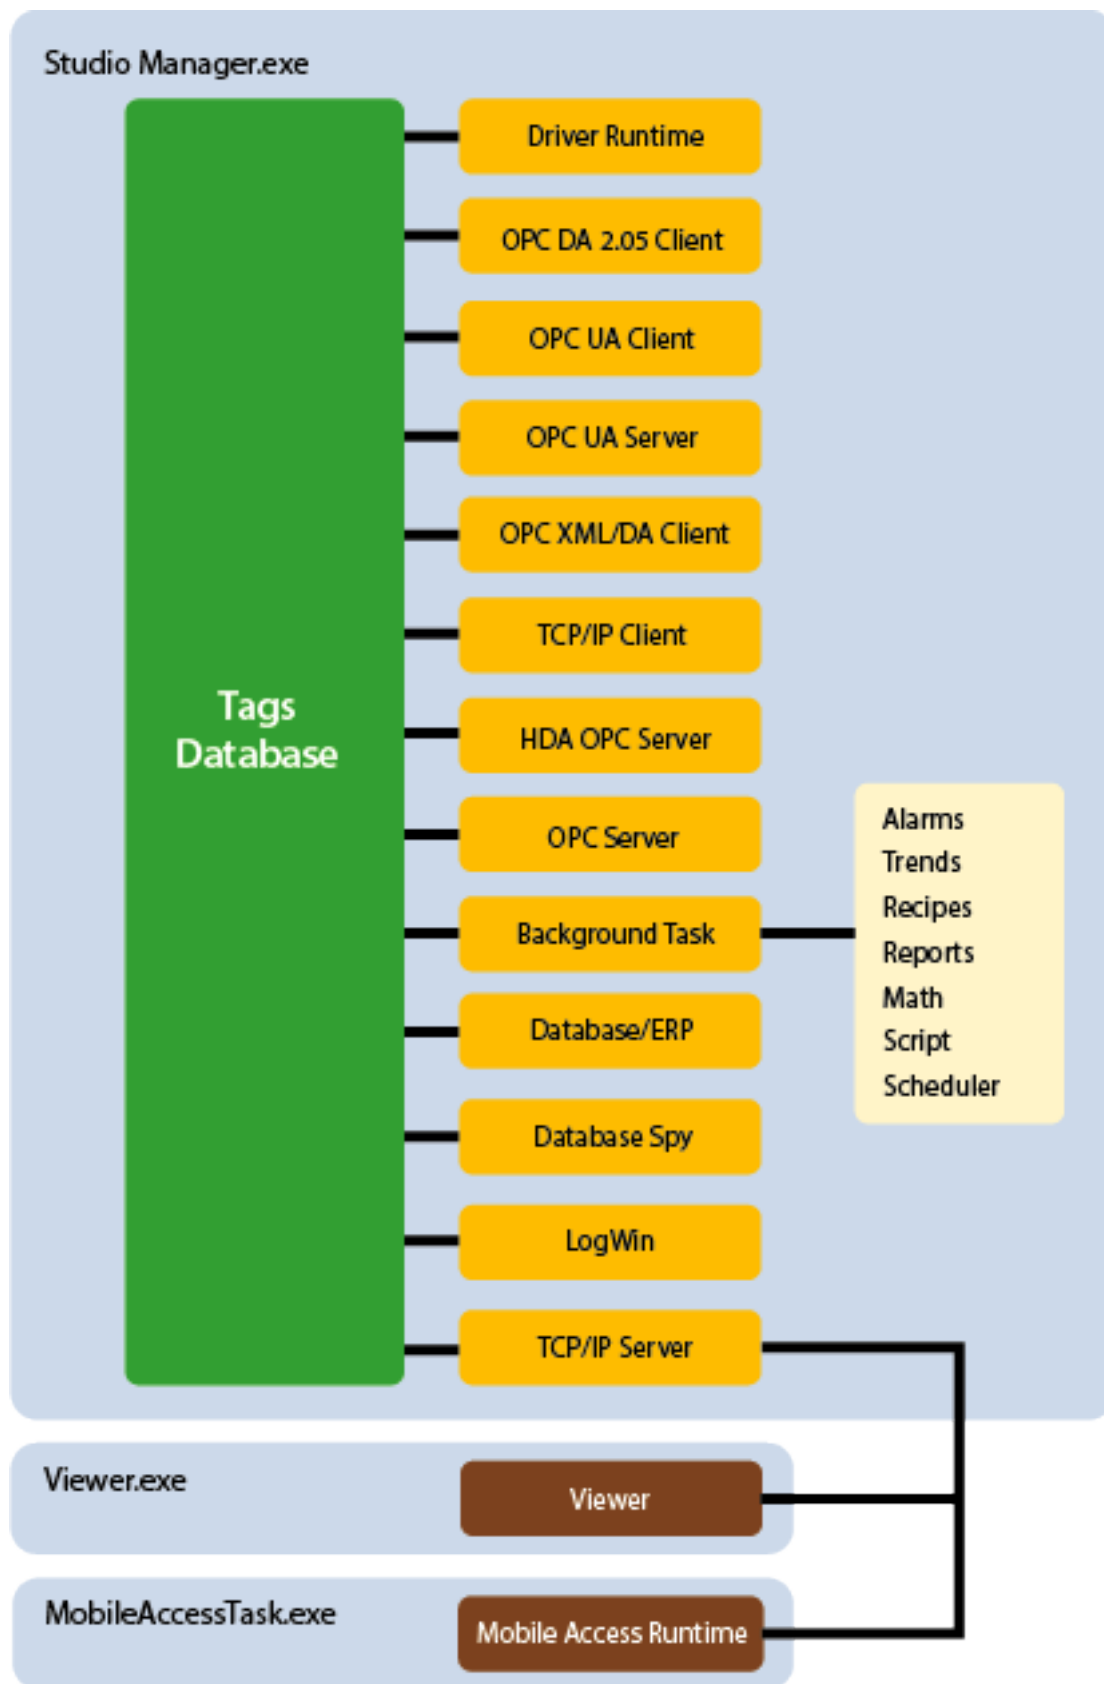 Studio Manager.exe
Tags
Database
Driver Runtime
OPC DA 2.05 Client
OPC UA Client
OPC UA Server
OPC XML/DA Client
TCP/IP Client
HDA OPC Server
OPC Server
Background Task
Database/ERP
Database Spy
LogWin
TCP/IP Server
Alarms
Trends
Recipes
Reports
Math
Script
Scheduler
Viewer.exe
Viewer
MobileAccessTask.exe
Mobile Access Runtime